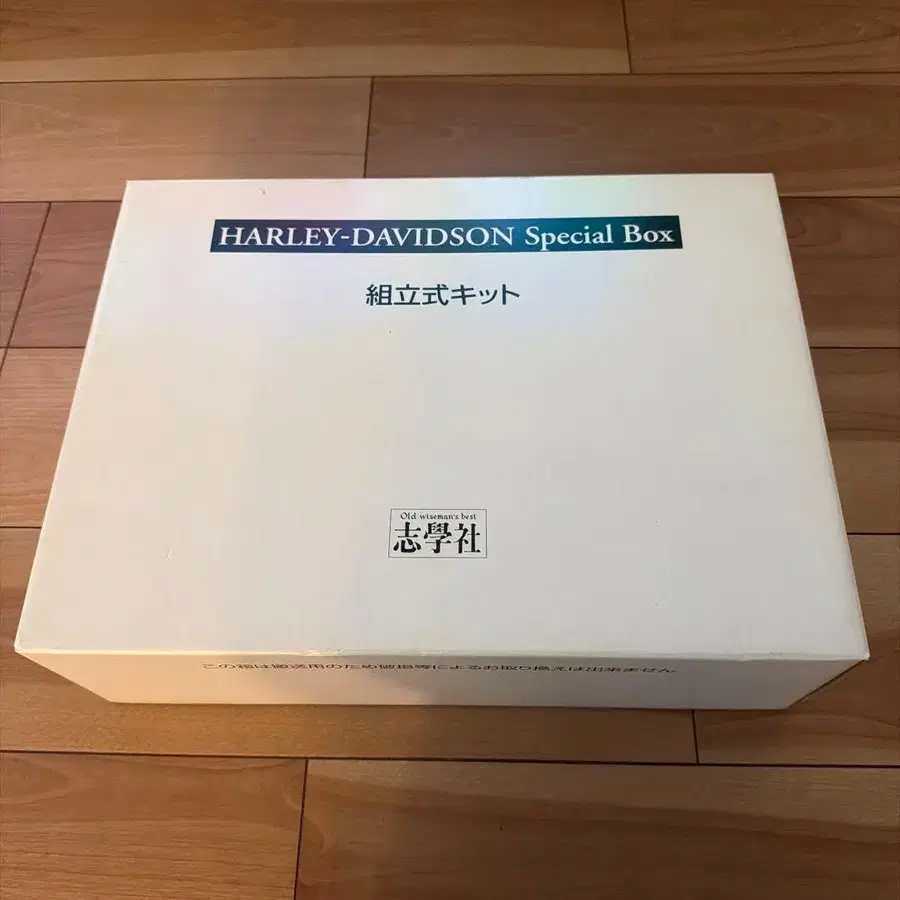 HARLEY-DAVIDSON Special Box
組立式キット
Old wiseman's best
志學社
この箱は搬送用のため破損等によるお取り換えは出来ません